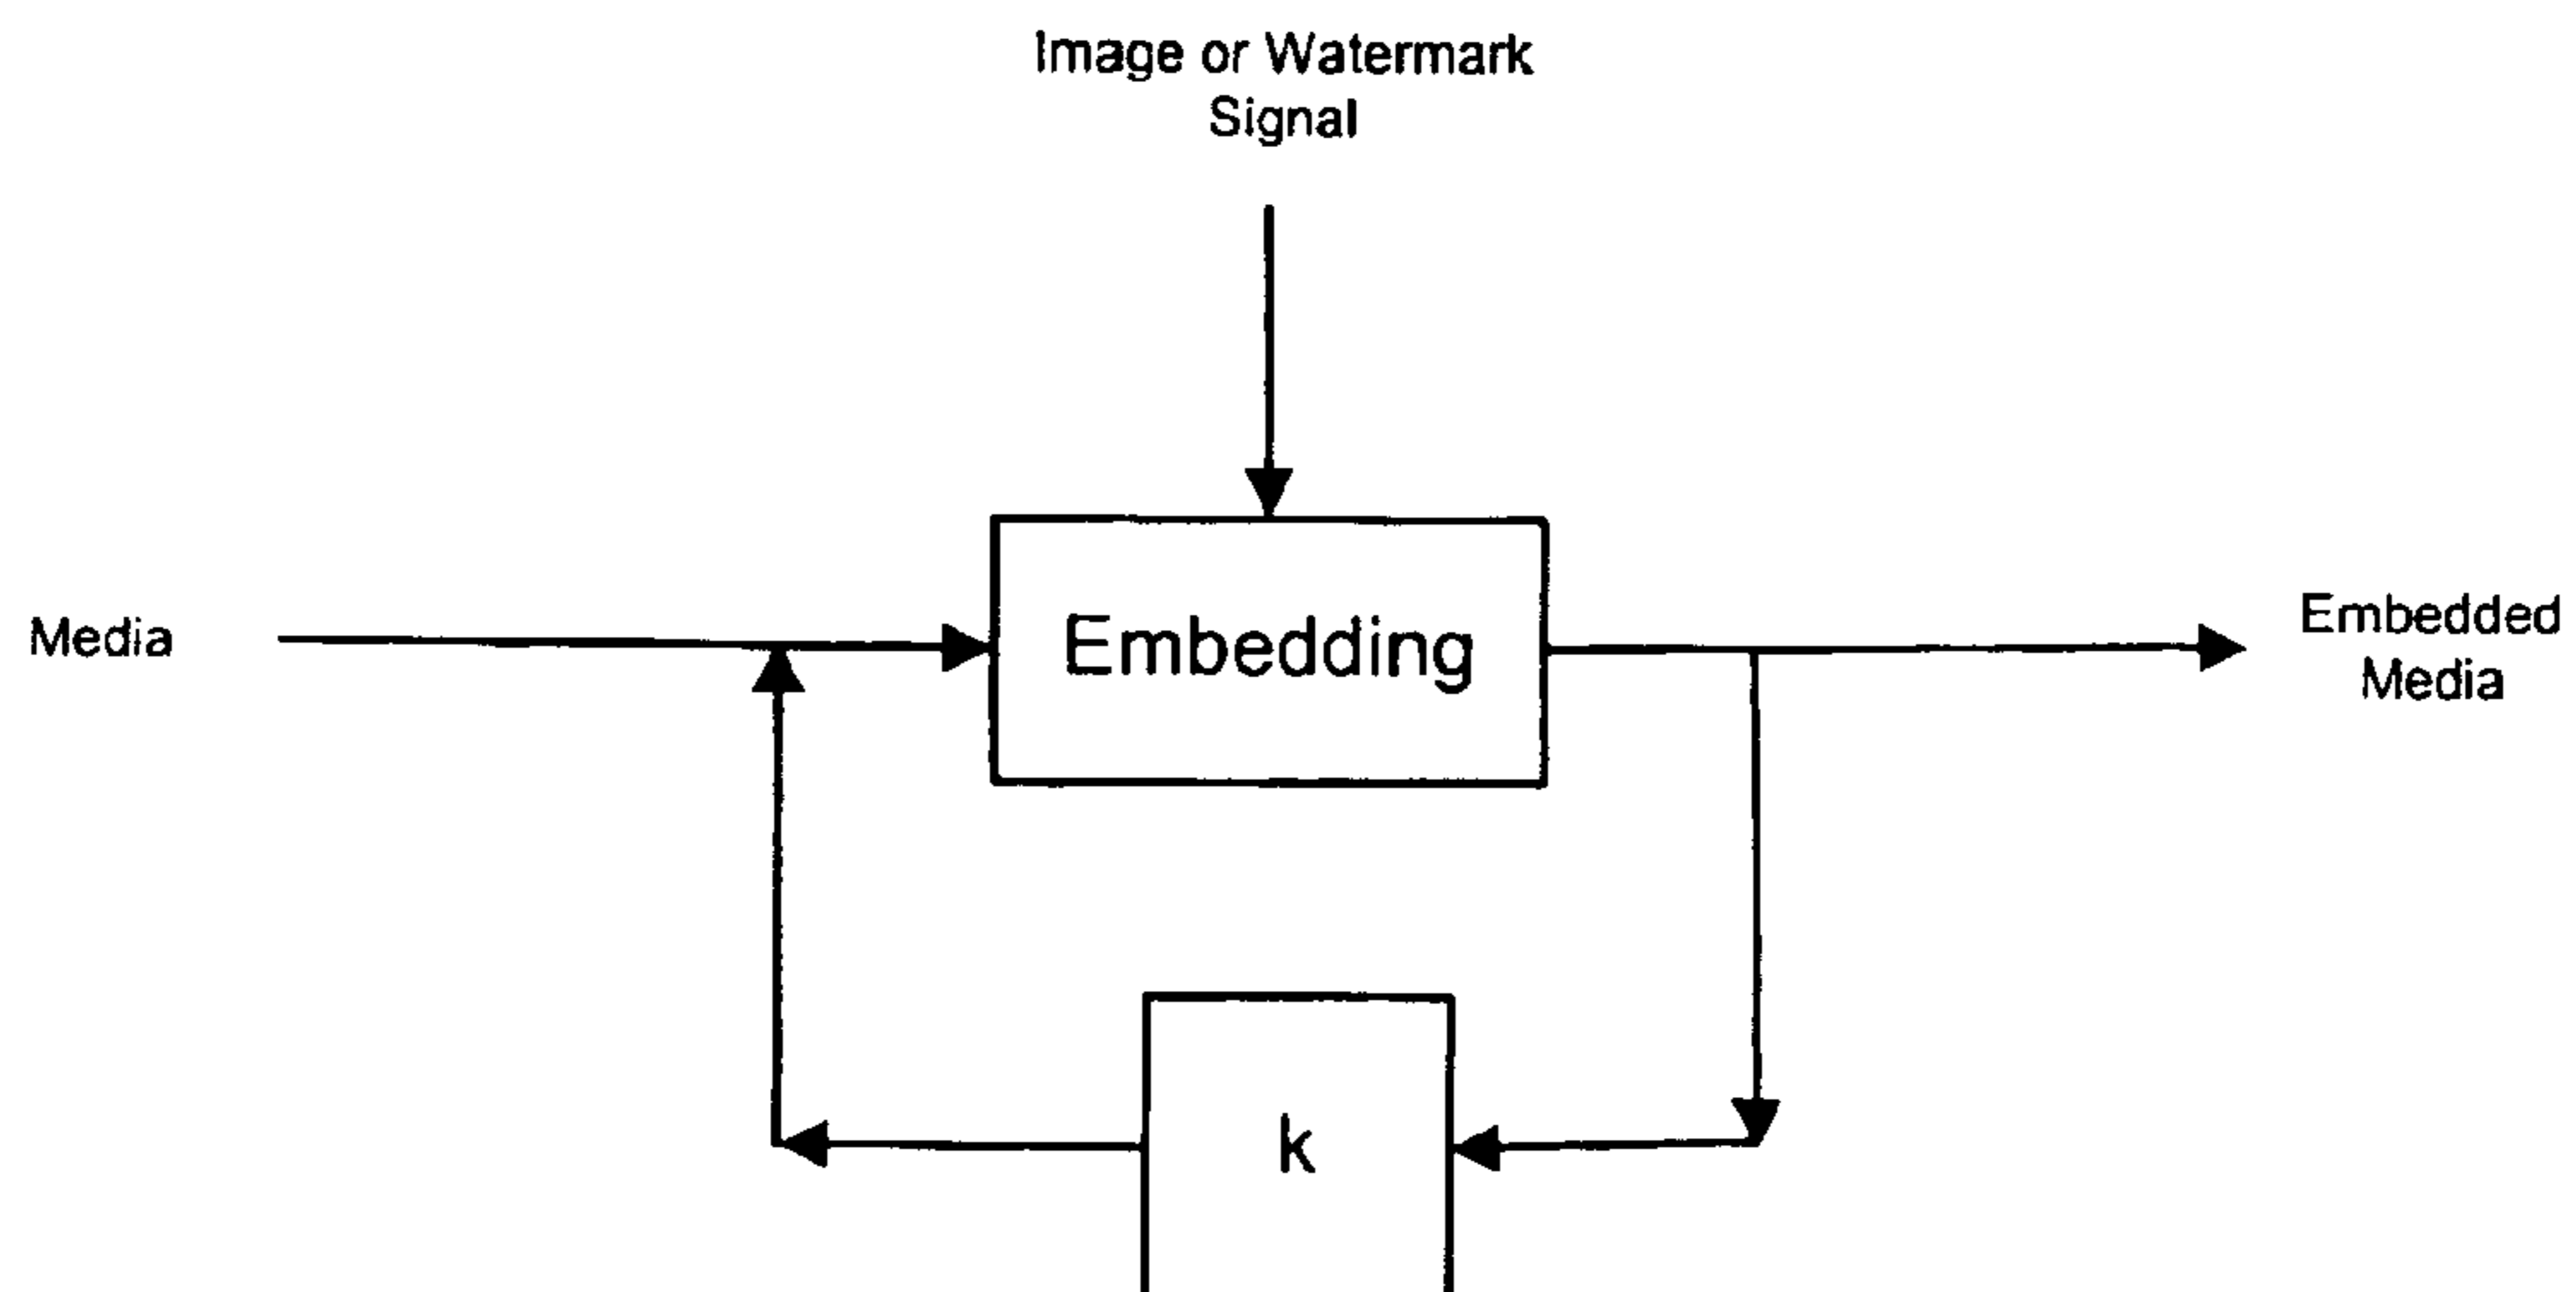 Image or Watermark
Signal
Media
Embedding
Embedded
Media
k